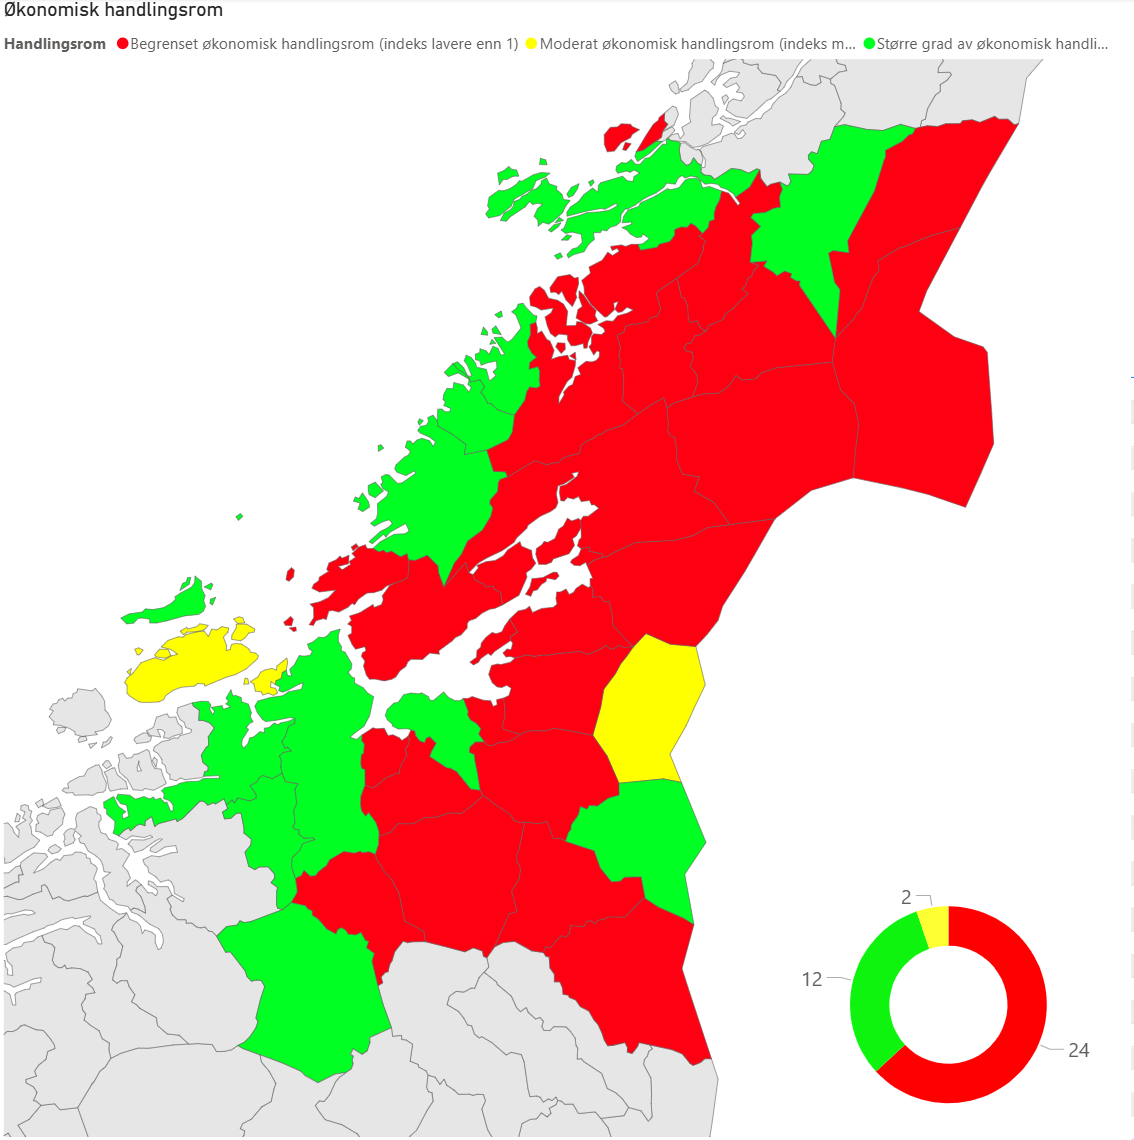 Økonomisk handlingsrom
Handlingsrom Begrenset økonomisk handlingsrom (indeks lavere enn 1) Moderat økonomisk handlingsrom (indeks m... Større grad av økonomisk handli...
2
12
24